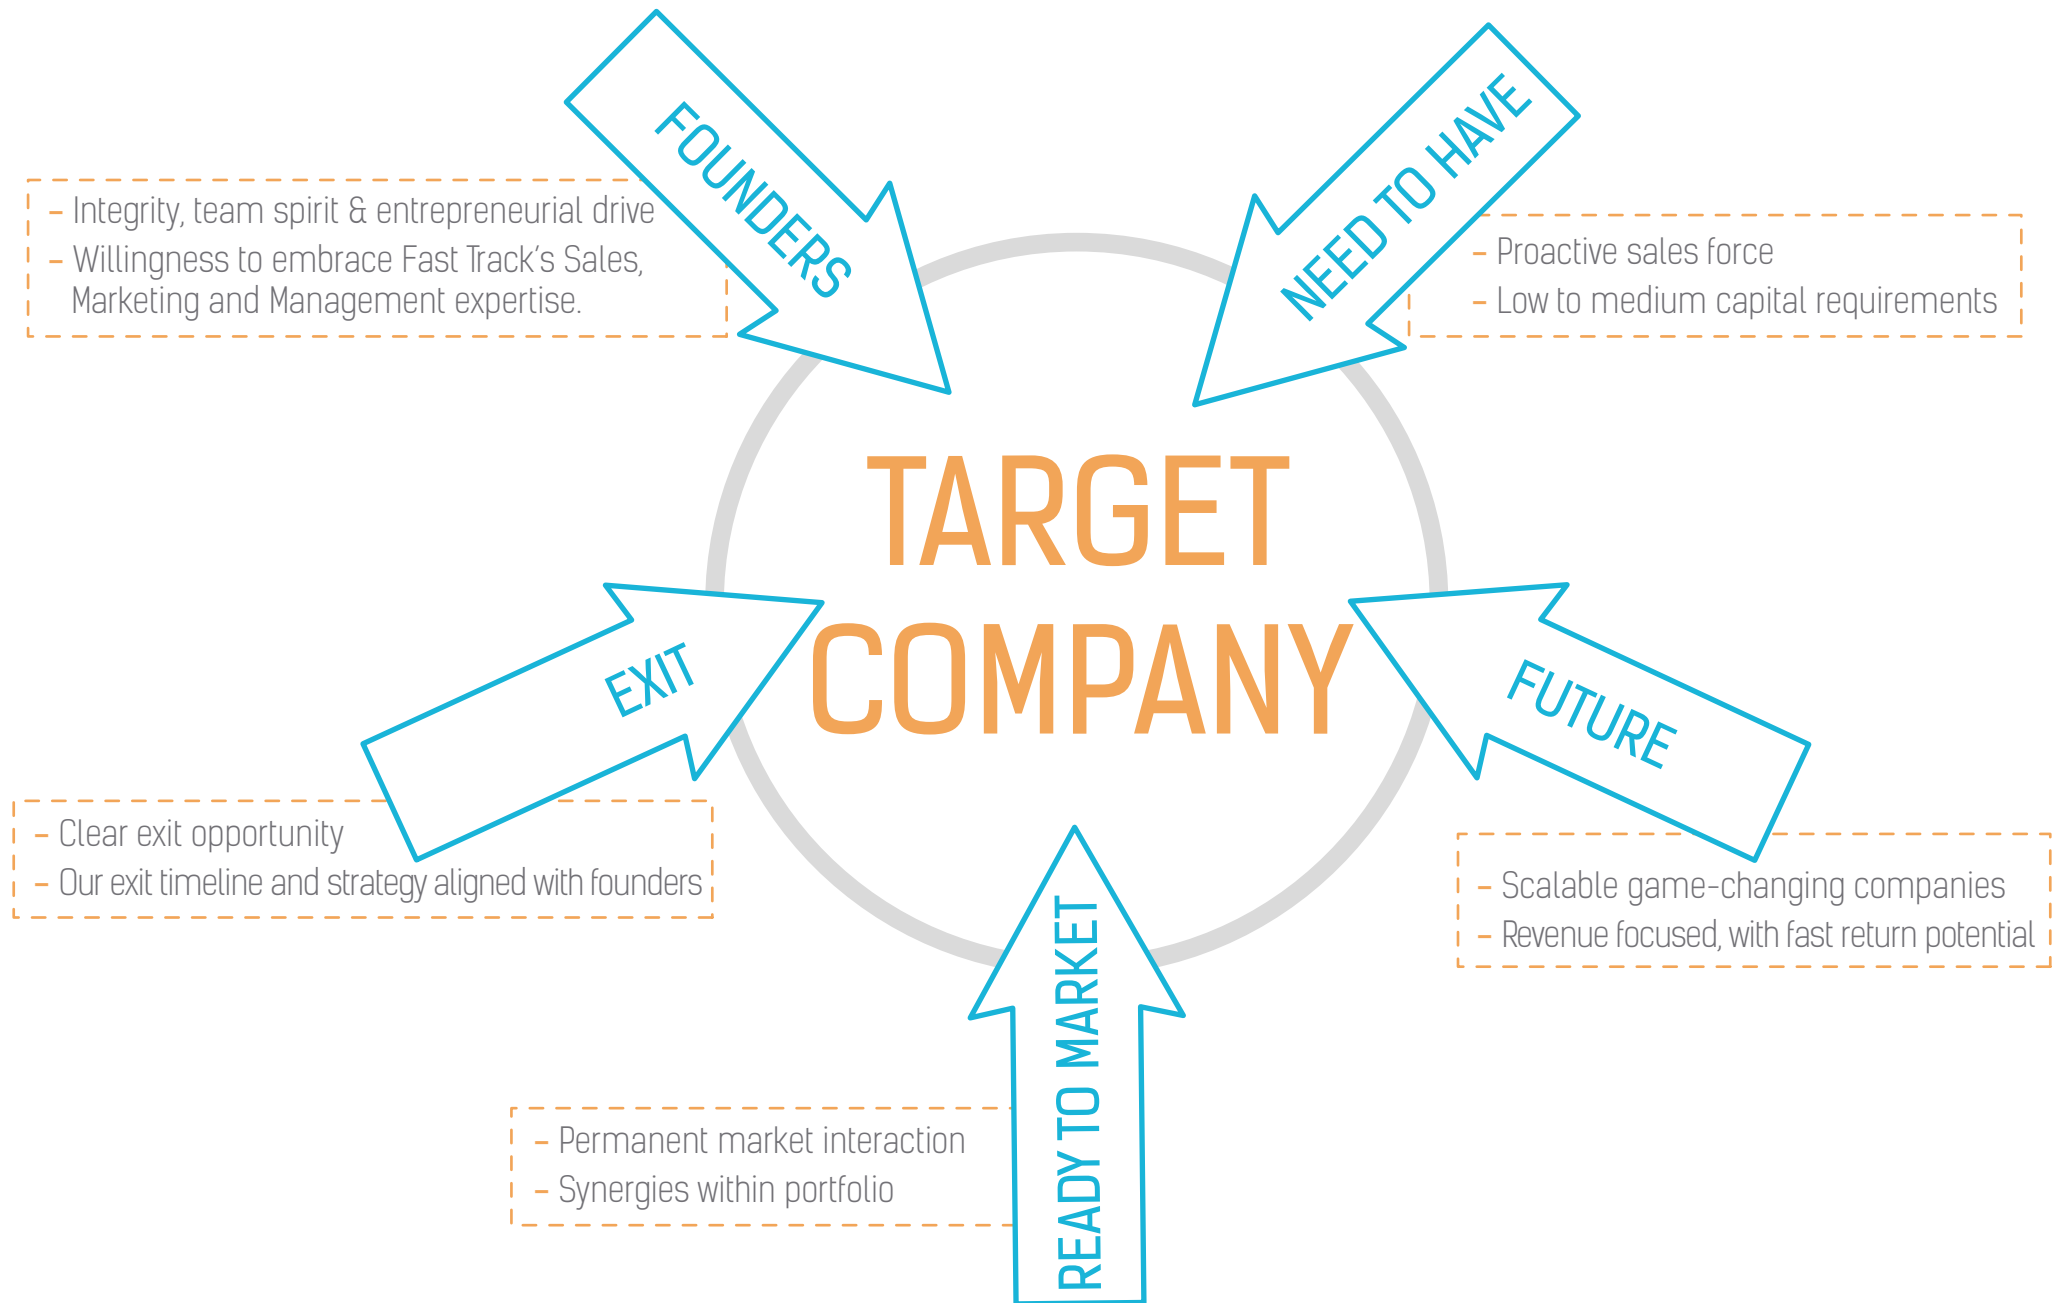 FOUNDERS
– Integrity, team spirit & entrepreneurial drive
– Willingness to embrace Fast Track's Sales,
Marketing and Management expertise.
NEED TO HAVE
– Proactive sales force
– Low to medium capital requirements
TARGET
COMPANY
EXIT
– Clear exit opportunity
– Our exit timeline and strategy aligned with founders
FUTURE
– Scalable game-changing companies
– Revenue focused, with fast return potential
READY TO MARKET
– Permanent market interaction
– Synergies within portfolio